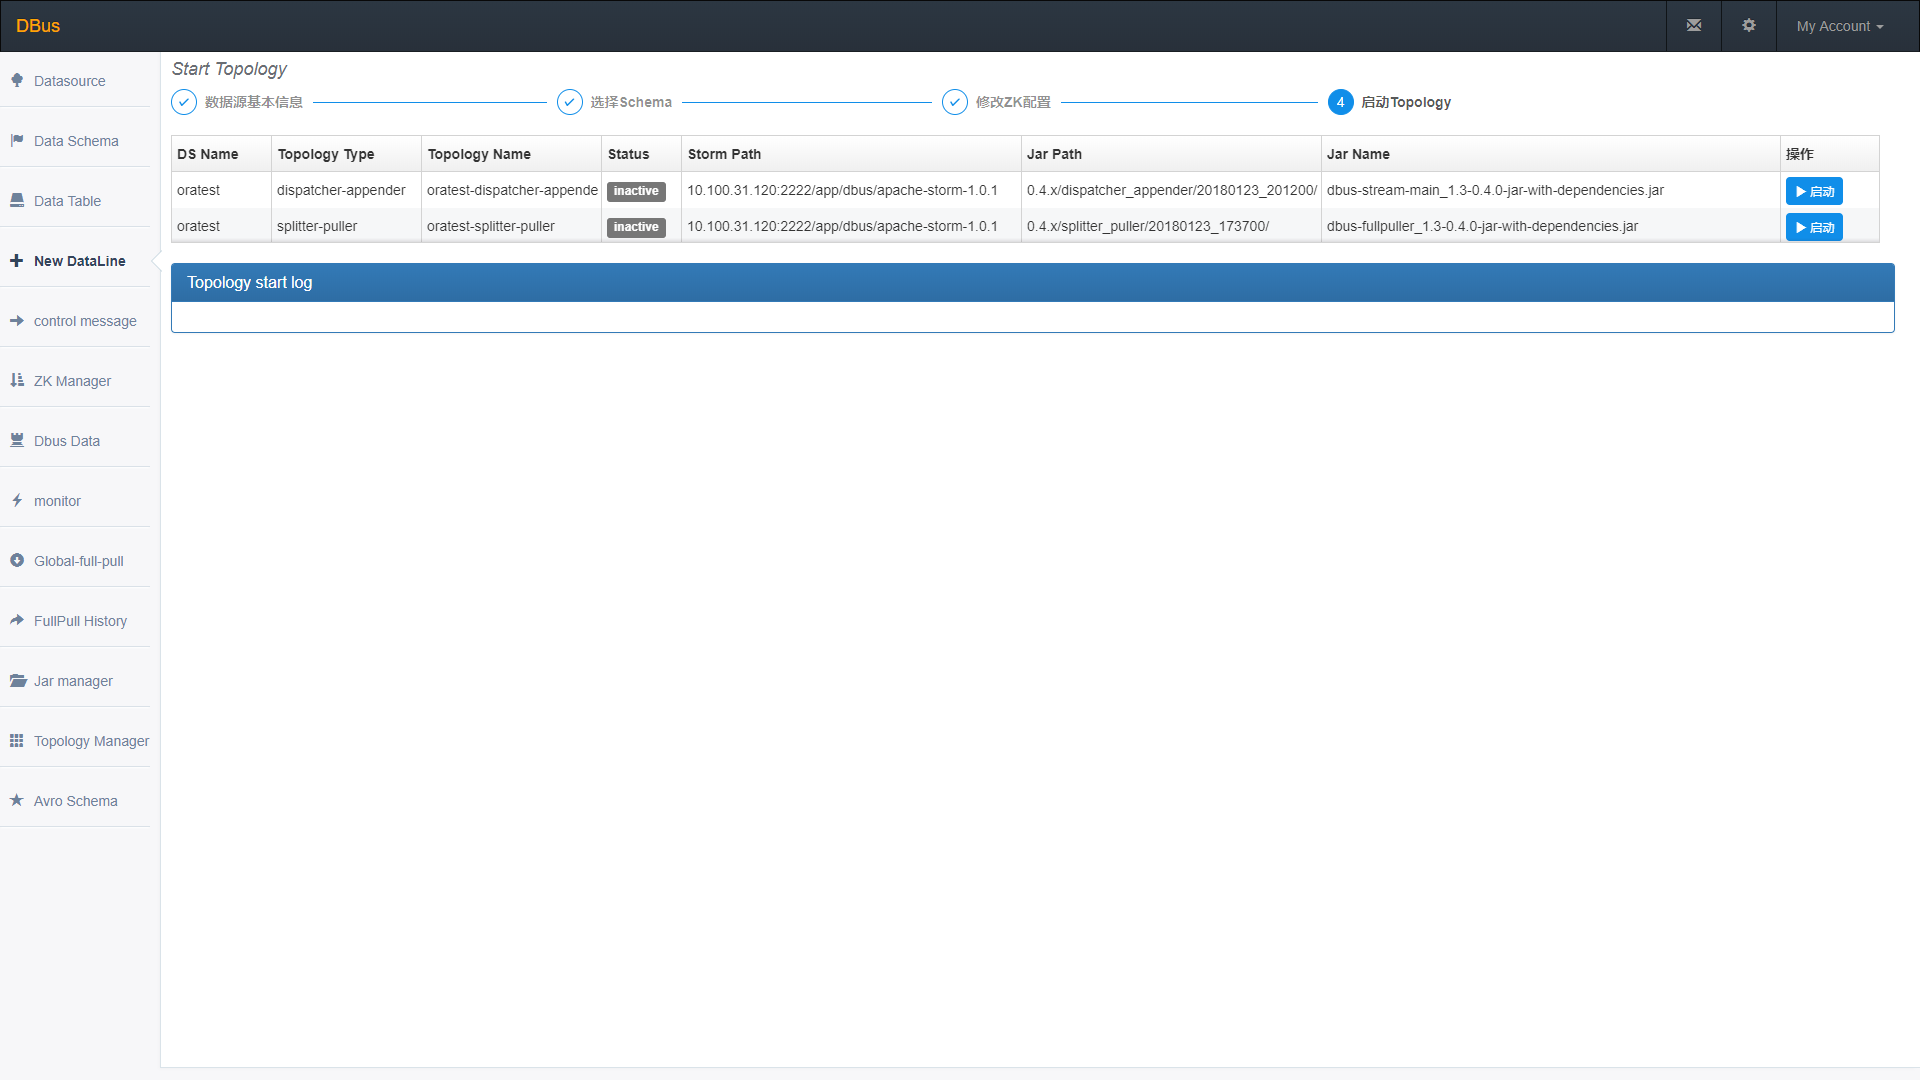 DBus
My Account
Datasource
Data Schema
Data Table
New DataLine
control message
ZK Manager
Dbus Data
monitor
Global-full-pull
FullPull History
Jar manager
Topology Manager
Avro Schema
Start Topology
数据源基本信息 选择Schema 修改ZK配置 4 启动Topology
DS Name Topology Type Topology Name Status Storm Path Jar Path Jar Name 操作
oratest dispatcher-appender oratest-dispatcher-appende inactive 10.100.31.120:2222/app/dbus/apache-storm-1.0.1 0.4.x/dispatcher_appender/20180123_201200/ dbus-stream-main_1.3-0.4.0-jar-with-dependencies.jar 启动
oratest splitter-puller oratest-splitter-puller inactive 10.100.31.120:2222/app/dbus/apache-storm-1.0.1 0.4.x/splitter_puller/20180123_173700/ dbus-fullpuller_1.3-0.4.0-jar-with-dependencies.jar 启动
Topology start log